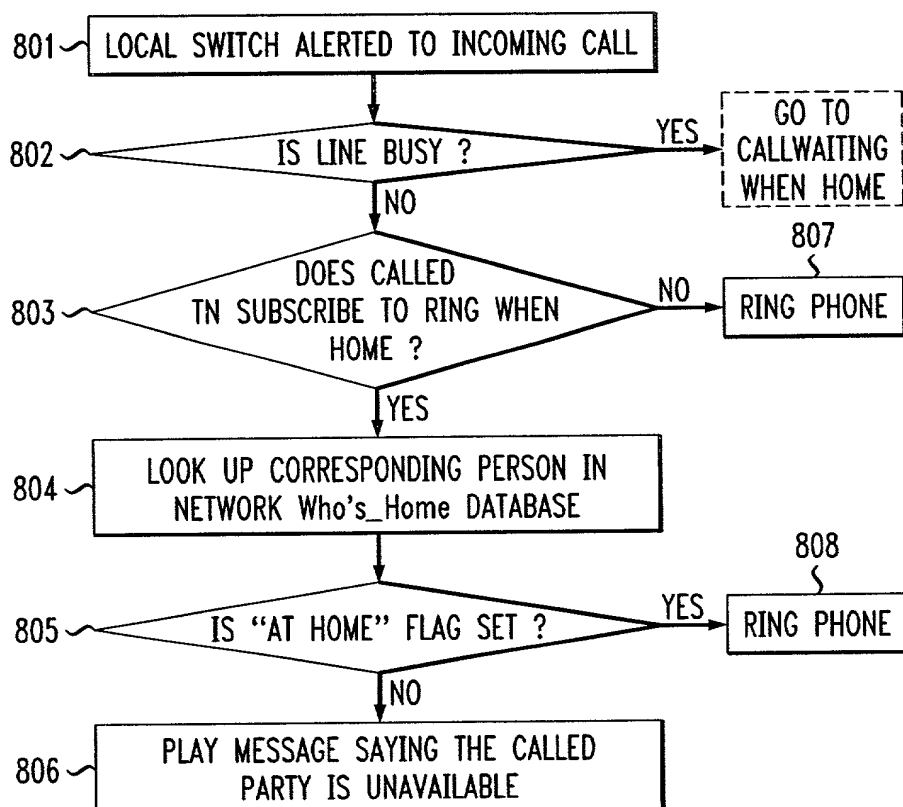 801
LOCAL SWITCH ALERTED TO INCOMING CALL
802
IS LINE BUSY ?
YES
GO TO
CALLWAITING
WHEN HOME
NO
803
DOES CALLED
TN SUBSCRIBE TO RING WHEN
HOME ?
NO
807
RING PHONE
YES
804
LOOK UP CORRESPONDING PERSON IN
NETWORK Who's_Home DATABASE
805
IS “AT HOME” FLAG SET ?
YES
808
RING PHONE
NO
806
PLAY MESSAGE SAYING THE CALLED
PARTY IS UNAVAILABLE